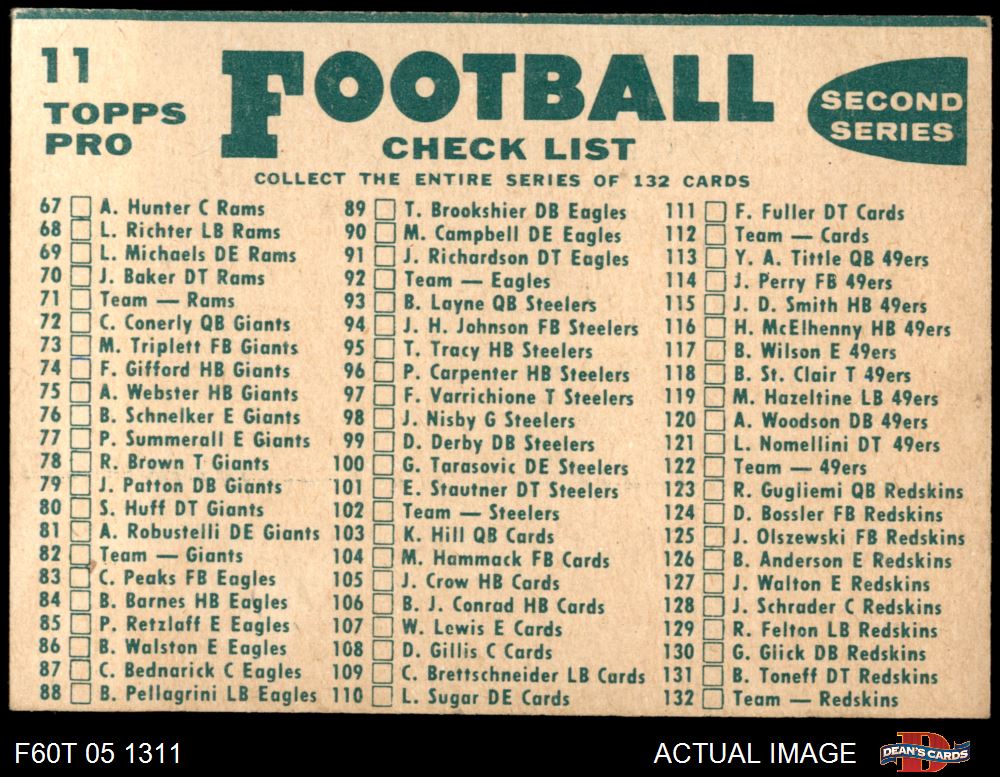 11
TOPPS
PRO
FOOTBALL
CHECK LIST
SECOND
SERIES
COLLECT THE ENTIRE SERIES OF 132 CARDS
67 A. Hunter C Rams
68 L. Richter LB Rams
69 L. Michaels DE Rams
70 J. Baker DT Rams
71 Team — Rams
72 C. Conerly QB Giants
73 M. Triplett FB Giants
74 F. Gifford HB Giants
75 A. Webster HB Giants
76 B. Schnelker E Giants
77 P. Summerall E Giants
78 R. Brown T Giants
79 J. Patton DB Giants
80 S. Huff DT Giants
81 A. Robustelli DE Giants
82 Team — Giants
83 C. Peaks FB Eagles
84 B. Barnes HB Eagles
85 P. Retzlaff E Eagles
86 B. Walston E Eagles
87 C. Bednarick C Eagles
88 B. Pellagrini LB Eagles
89 T. Brookshier DB Eagles
90 M. Campbell DE Eagles
91 J. Richardson DT Eagles
92 Team — Eagles
93 B. Layne QB Steelers
94 J. H. Johnson FB Steelers
95 T. Tracy HB Steelers
96 P. Carpenter HB Steelers
97 F. Varrichione T Steelers
98 J. Nisby G Steelers
99 D. Derby DB Steelers
100 G. Tarasovic DE Steelers
101 E. Stautner DT Steelers
102 Team — Steelers
103 K. Hill QB Cards
104 M. Hammack FB Cards
105 J. Crow HB Cards
106 B. J. Conrad HB Cards
107 W. Lewis E Cards
108 D. Gillis C Cards
109 C. Brettschneider LB Cards
110 L. Sugar DE Cards
111 F. Fuller DT Cards
112 Team — Cards
113 Y. A. Tittle QB 49ers
114 J. Perry FB 49ers
115 J. D. Smith HB 49ers
116 H. McElhenny HB 49ers
117 B. Wilson E 49ers
118 B. St. Clair T 49ers
119 M. Hazeltine LB 49ers
120 A. Woodson DB 49ers
121 L. Nomellini DT 49ers
122 Team — 49ers
123 R. Gugliemi QB Redskins
124 D. Bossler FB Redskins
125 J. Olszewski FB Redskins
126 B. Anderson E Redskins
127 J. Walton E Redskins
128 J. Schrader C Redskins
129 R. Felton LB Redskins
130 G. Glick DB Redskins
131 B. Toneff DT Redskins
132 Team — Redskins
F60T 05 1311
ACTUAL IMAGE
D
DEAN'S CARDS